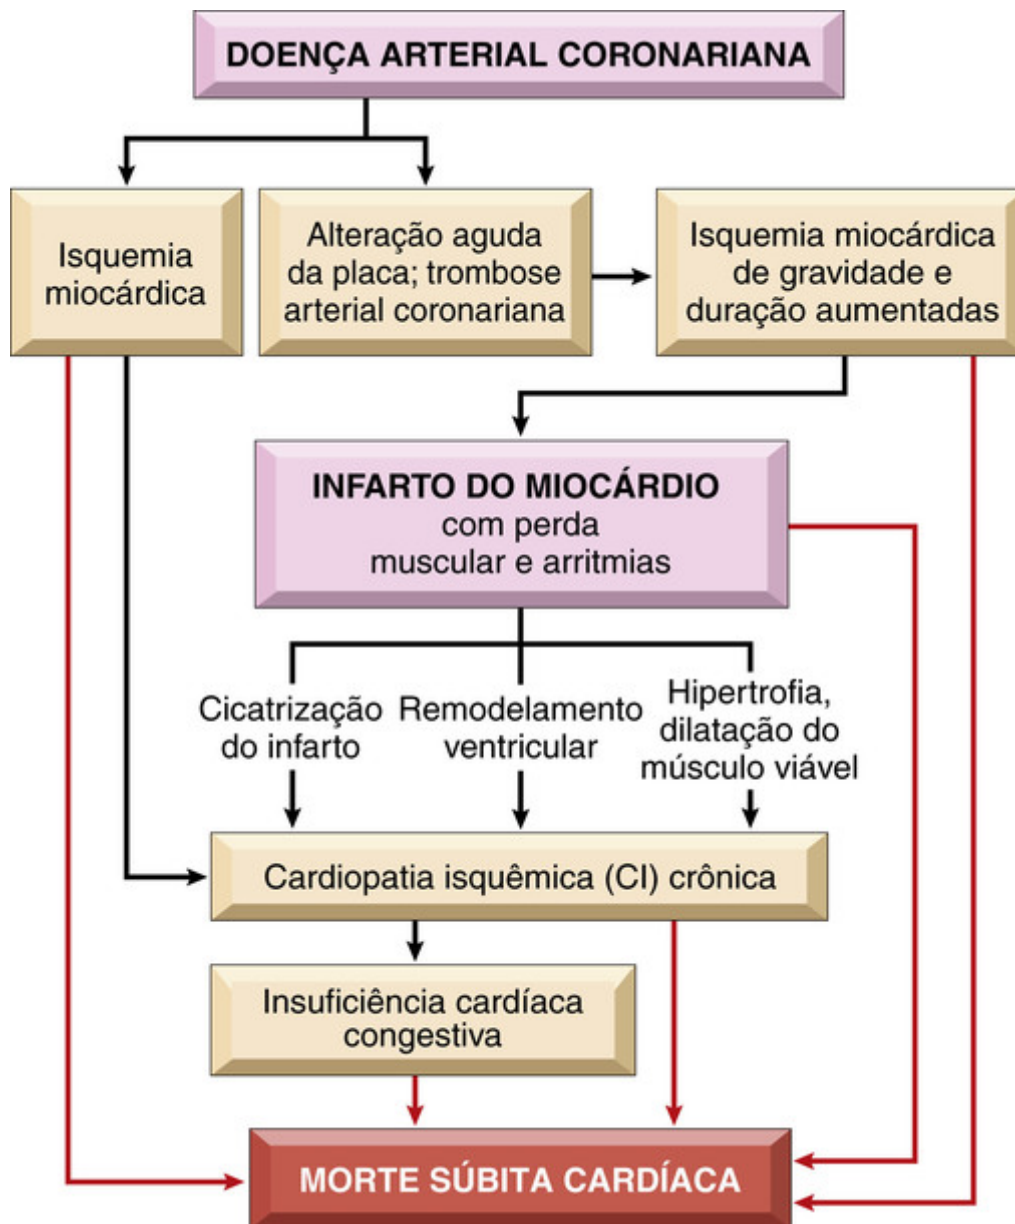 DOENÇA ARTERIAL CORONARIANA
Isquemia
miocárdica
Alteração aguda
da placa; trombose
arterial coronariana
Isquemia miocárdica
de gravidade e
duração aumentadas
INFARTO DO MIOCÁRDIO
com perda
muscular e arritmias
Cicatrização
do infarto
Remodelamento
ventricular
Hipertrofia,
dilatação do
músculo viável
Cardiopatia isquêmica (CI) crônica
Insuficiência cardíaca
congestiva
MORTE SÚBITA CARDÍACA